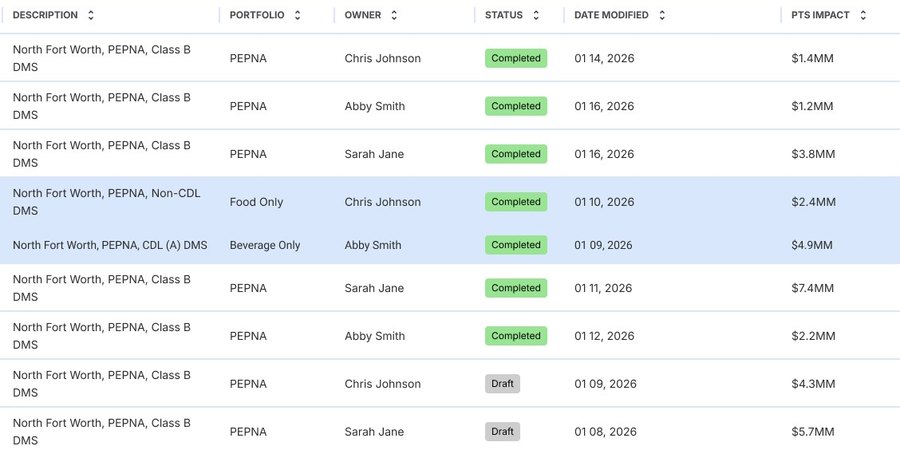 DESCRIPTION PORTFOLIO OWNER STATUS DATE MODIFIED PTS IMPACT
North Fort Worth, PEPNA, Class B
DMS
PEPNA Chris Johnson Completed 01 14, 2026 $1.4MM
North Fort Worth, PEPNA, Class B
DMS
PEPNA Abby Smith Completed 01 16, 2026 $1.2MM
North Fort Worth, PEPNA, Class B
DMS
PEPNA Sarah Jane Completed 01 16, 2026 $3.8MM
North Fort Worth, PEPNA, Non-CDL
DMS
Food Only Chris Johnson Completed 01 10, 2026 $2.4MM
North Fort Worth, PEPNA, CDL (A) DMS Beverage Only Abby Smith Completed 01 09, 2026 $4.9MM
North Fort Worth, PEPNA, Class B
DMS
PEPNA Sarah Jane Completed 01 11, 2026 $7.4MM
North Fort Worth, PEPNA, Class B
DMS
PEPNA Abby Smith Completed 01 12, 2026 $2.2MM
North Fort Worth, PEPNA, Class B
DMS
PEPNA Chris Johnson Draft 01 09, 2026 $4.3MM
North Fort Worth, PEPNA, Class B
DMS
PEPNA Sarah Jane Draft 01 08, 2026 $5.7MM